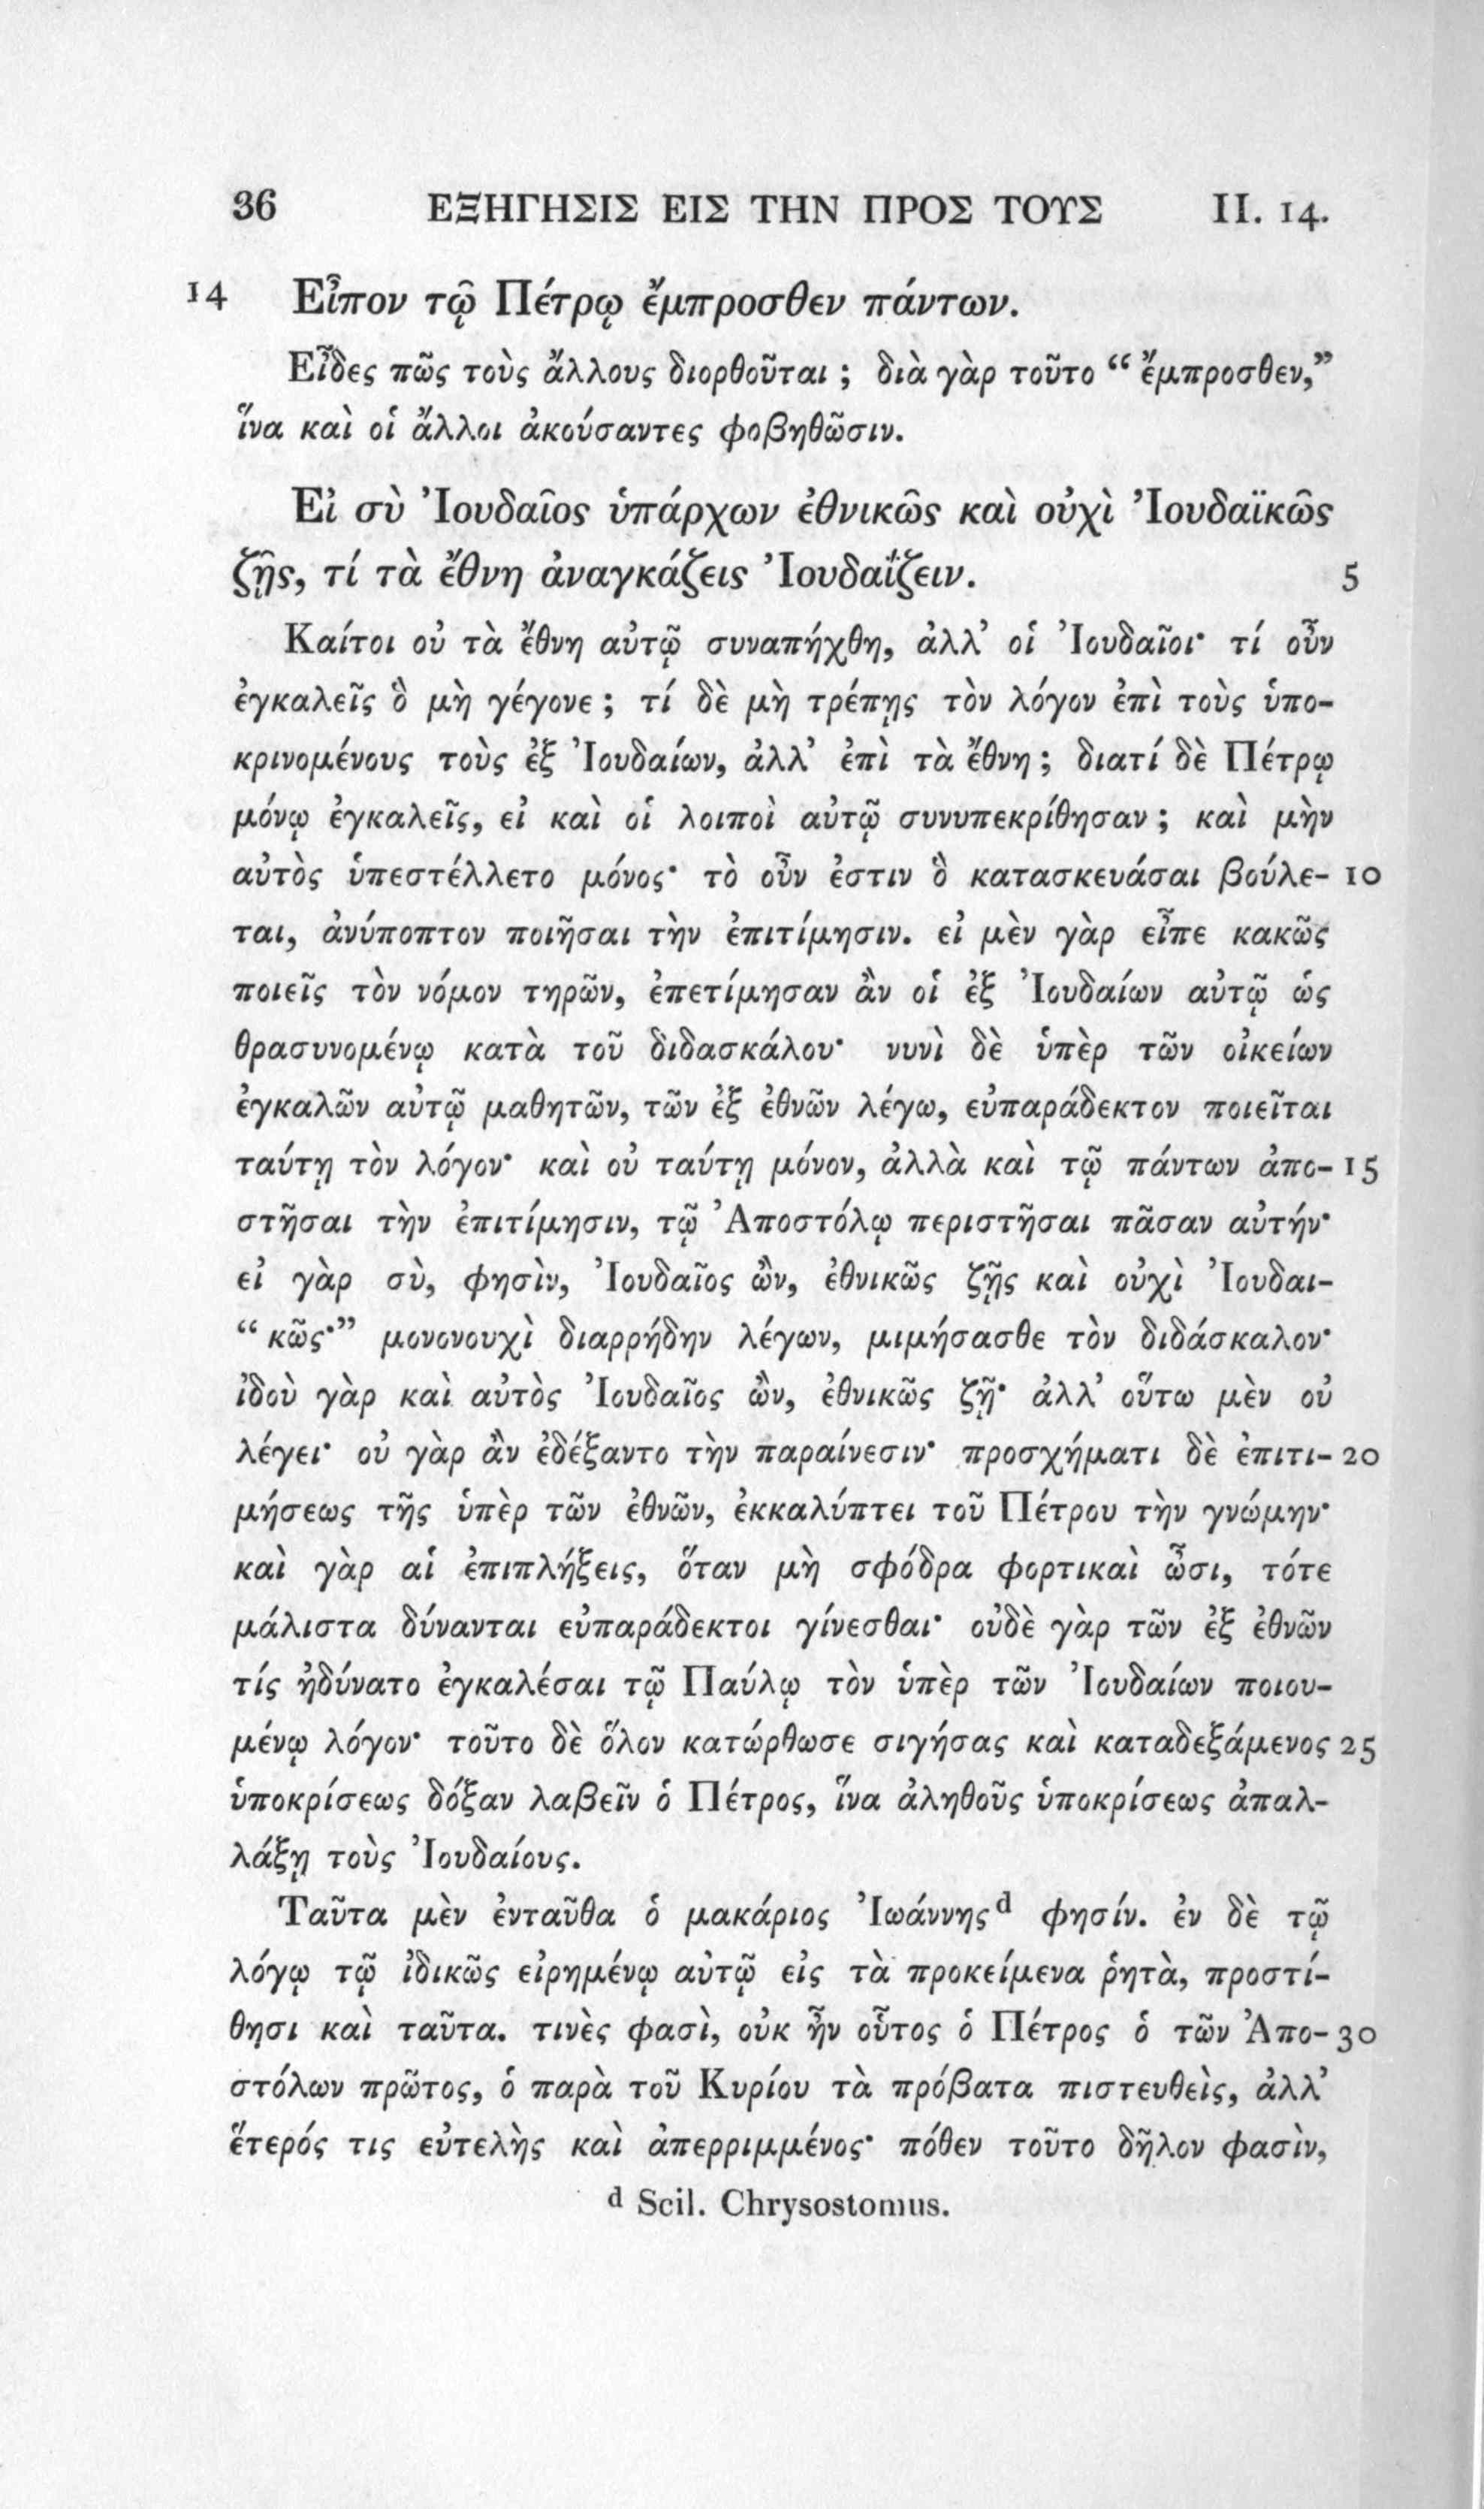 36 ΕΞΗΓΗΣΙΣ ΕΙΣ ΤΗΝ ΠΡΟΣ ΤΟΥΣ II. 14.
14 Εἶπον τῷ Πέτρῳ ἔμπροσθεν πάντων.
Εἶδες πῶς τοὺς ἄλλους διορθοῦται ; διὰ γὰρ τοῦτο “ ἔμπροσθεν,”
ἵνα καὶ οἱ ἄλλοι ἀκούσαντες φοβηθῶσιν.
Εἰ σὺ Ἰουδαῖος ὑπάρχων ἐθνικῶς καὶ οὐχὶ Ἰουδαϊκῶς
ζῇς, τί τὰ ἔθνη ἀναγκάζεις Ἰουδαΐζειν. 5
Καίτοι οὐ τὰ ἔθνη αὐτῷ συναπήχθη, ἀλλ’ οἱ Ἰουδαῖοι· τί οὖν
ἐγκαλεῖς ὃ μὴ γέγονε ; τί δὲ μὴ τρέπῃς τὸν λόγον ἐπὶ τοὺς ὑπο-
κρινομένους τοὺς ἐξ Ἰουδαίων, ἀλλ’ ἐπὶ τὰ ἔθνη ; διατί δὲ Πέτρῳ
μόνῳ ἐγκαλεῖς, εἰ καὶ οἱ λοιποὶ αὐτῷ συνυπεκρίθησαν ; καὶ μὴν
αὐτὸς ὑπεστέλλετο μόνος· τὸ οὖν ἐστιν ὃ κατασκευάσαι βούλε- 10
ται, ἀνύποπτον ποιῆσαι τὴν ἐπιτίμησιν. εἰ μὲν γὰρ εἶπε κακῶς
ποιεῖς τὸν νόμον τηρῶν, ἐπετίμησαν ἂν οἱ ἐξ Ἰουδαίων αὐτῷ ὡς
θρασυνομένῳ κατὰ τοῦ διδασκάλου· νυνὶ δὲ ὑπὲρ τῶν οἰκείων
ἐγκαλῶν αὐτῷ μαθητῶν, τῶν ἐξ ἐθνῶν λέγω, εὐπαράδεκτον ποιεῖται
ταύτῃ τὸν λόγον· καὶ οὐ ταύτῃ μόνον, ἀλλὰ καὶ τῷ πάντων ἀπο- 15
στῆσαι τὴν ἐπιτίμησιν, τῷ Ἀποστόλῳ περιστῆσαι πᾶσαν αὐτήν·
εἰ γὰρ σὺ, φησὶν, Ἰουδαῖος ὢν, ἐθνικῶς ζῇς καὶ οὐχὶ Ἰουδαι-
“ κῶς·” μονονουχὶ διαρρήδην λέγων, μιμήσασθε τὸν διδάσκαλον·
ἰδοὺ γὰρ καὶ αὐτὸς Ἰουδαῖος ὢν, ἐθνικῶς ζῇ· ἀλλ’ οὕτω μὲν οὐ
λέγει· οὐ γὰρ ἂν ἐδέξαντο τὴν παραίνεσιν· προσχήματι δὲ ἐπιτι- 20
μήσεως τῆς ὑπὲρ τῶν ἐθνῶν, ἐκκαλύπτει τοῦ Πέτρου τὴν γνώμην·
καὶ γὰρ αἱ ἐπιπλήξεις, ὅταν μὴ σφόδρα φορτικαὶ ὦσι, τότε
μάλιστα δύνανται εὐπαράδεκτοι γίνεσθαι· οὐδὲ γὰρ τῶν ἐξ ἐθνῶν
τίς ἠδύνατο ἐγκαλέσαι τῷ Παύλῳ τὸν ὑπὲρ τῶν Ἰουδαίων ποιου-
μένῳ λόγον· τοῦτο δὲ ὅλον κατώρθωσε σιγήσας καὶ καταδεξάμενος 25
ὑποκρίσεως δόξαν λαβεῖν ὁ Πέτρος, ἵνα ἀληθοῦς ὑποκρίσεως ἀπαλ-
λάξῃ τοὺς Ἰουδαίους.
Ταῦτα μὲν ἐνταῦθα ὁ μακάριος Ἰωάννης d φησίν. ἐν δὲ τῷ
λόγῳ τῷ ἰδικῶς εἰρημένῳ αὐτῷ εἰς τὰ προκείμενα ῥητὰ, προστί-
θησι καὶ ταῦτα. τινὲς φασὶ, οὐκ ἦν οὗτος ὁ Πέτρος ὁ τῶν Ἀπο- 30
στόλων πρῶτος, ὁ παρὰ τοῦ Κυρίου τὰ πρόβατα πιστευθεὶς, ἀλλ’
ἕτερός τις εὐτελὴς καὶ ἀπερριμμένος· πόθεν τοῦτο δῆλον φασὶν,
d Scil. Chrysostomus.